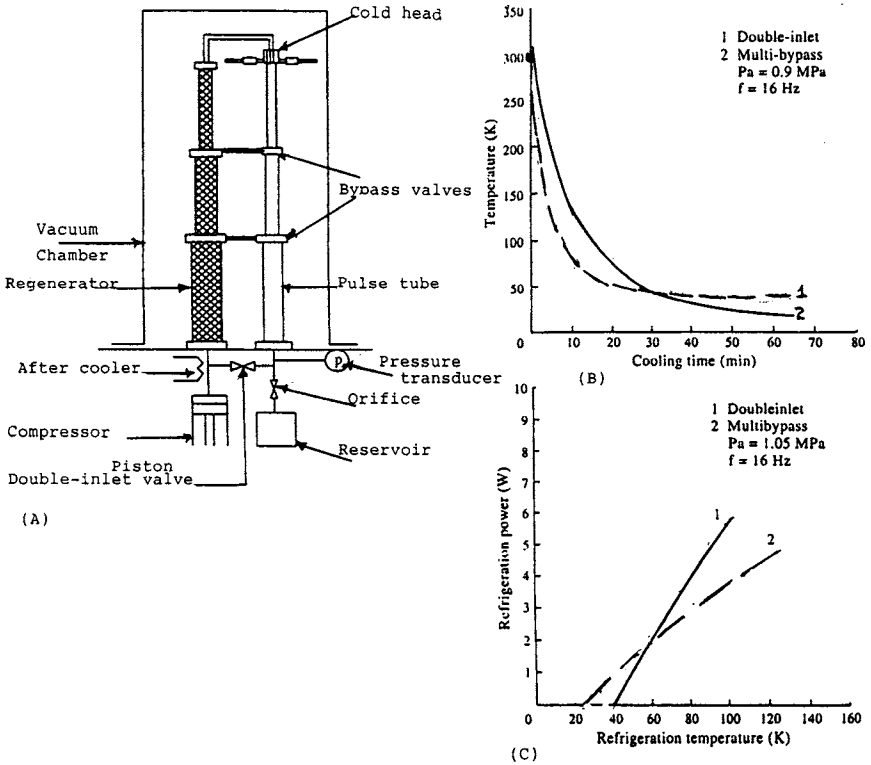 Cold head
Bypass valves
Vacuum
Chamber
Regenerator
Pulse tube
After cooler
P
Pressure
transducer
Orifice
Compressor
Reservoir
Piston
Double-inlet valve
(A)
350
300
250
200
150
100
50
0
Temperature (K)
1 Double-inlet
2 Multi-bypass
Pa = 0.9 MPa
f = 16 Hz
1
2
10 20 30 40 50 60 70 80
Cooling time (min)
(B)
10
9
8
7
6
5
4
3
2
1
Refrigeration power (W)
1 Doubleinlet
2 Multibypass
Pa = 1.05 MPa
f = 16 Hz
1
2
0 20 40 60 80 100 120 140 160
Refrigeration temperature (K)
(C)